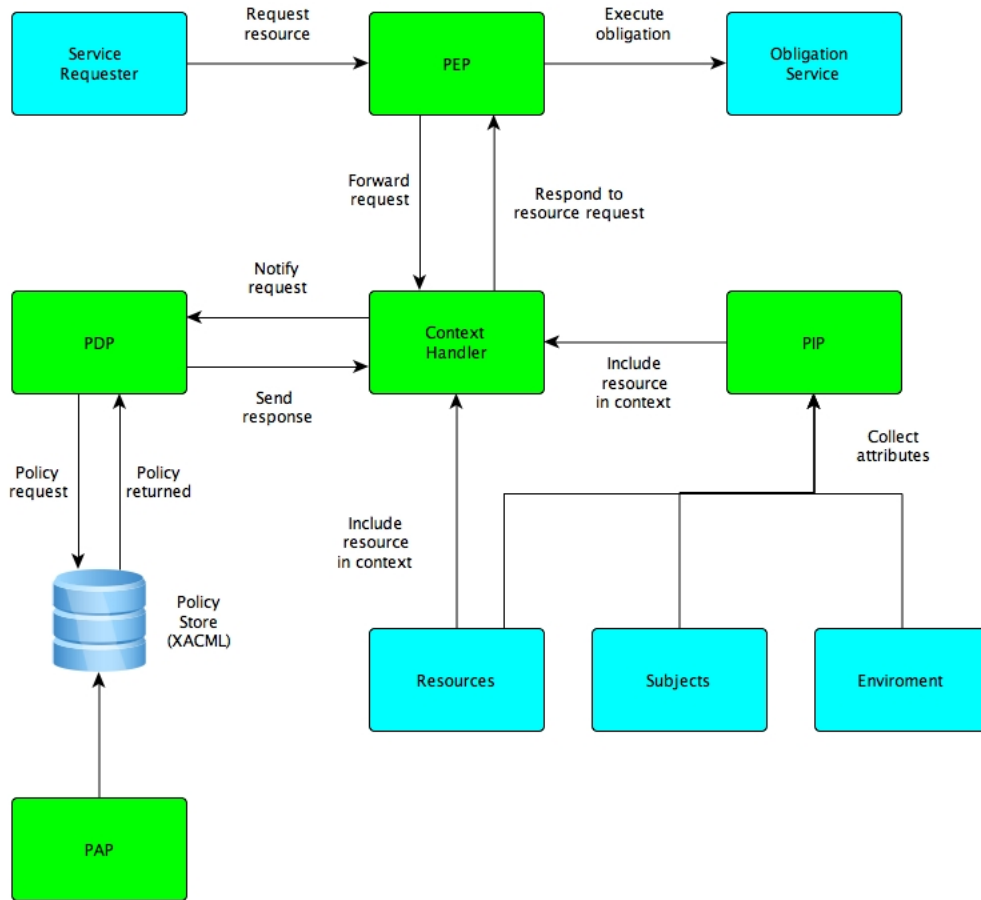 Request
resource
Execute
obligation
Service
Requester
PEP
Obligation
Service
Forward
request
Respond to
resource request
Notify
request
PDP
Context
Handler
PIP
Send
response
Include
resource
in context
Collect
attributes
Policy
request
Policy
returned
Include
resource
in context
Policy
Store
(XACML)
Resources
Subjects
Enviroment
PAP